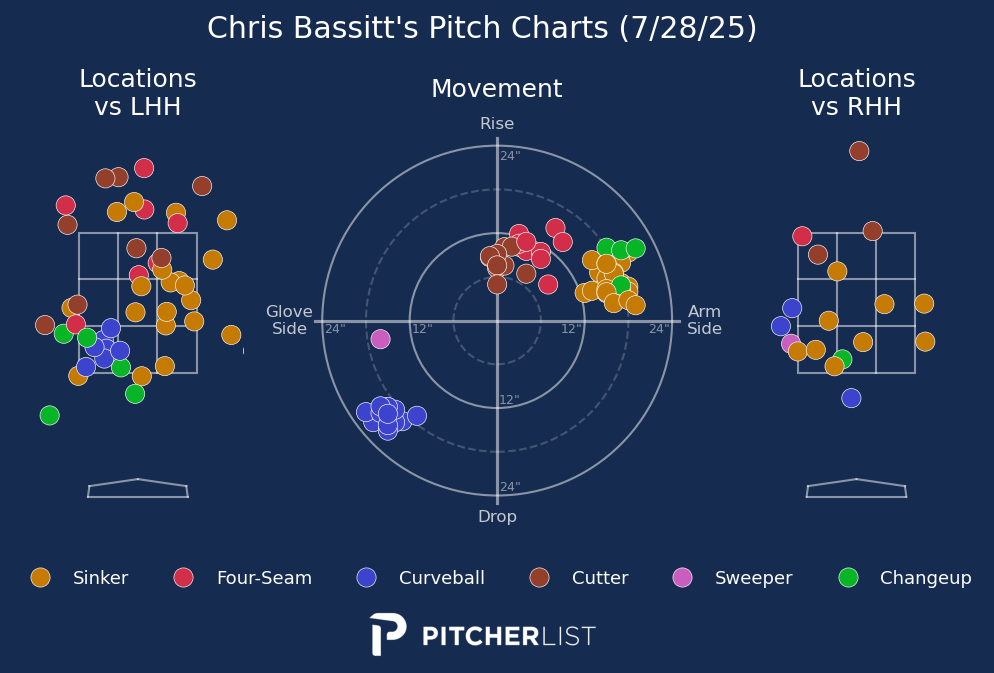 Chris Bassitt's Pitch Charts (7/28/25)
Locations
vs LHH
Movement
Locations
vs RHH
Rise
24"
Glove
Side
24"
12"
12"
24"
Arm
Side
12"
24"
Drop
Sinker
Four-Seam
Curveball
Cutter
Sweeper
Changeup
PITCHERLIST